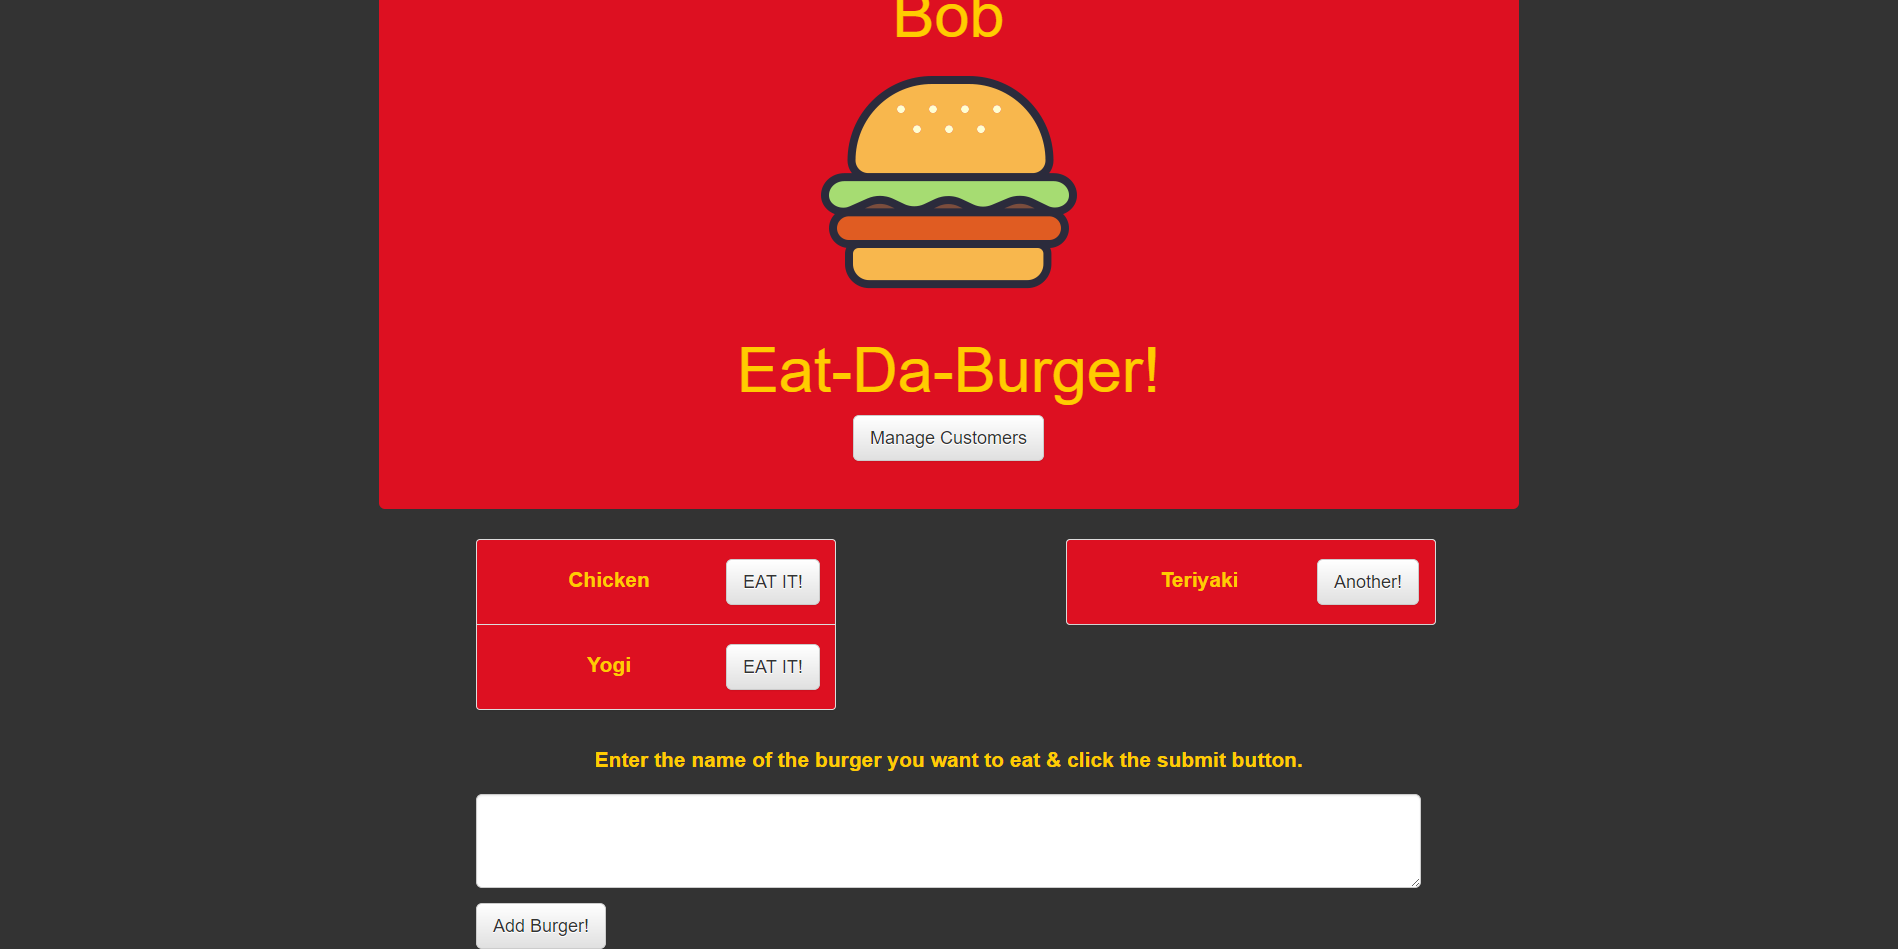 Bob
Eat-Da-Burger!
Manage Customers
Chicken
EAT IT!
Yogi
EAT IT!
Teriyaki
Another!
Enter the name of the burger you want to eat & click the submit button.
Add Burger!